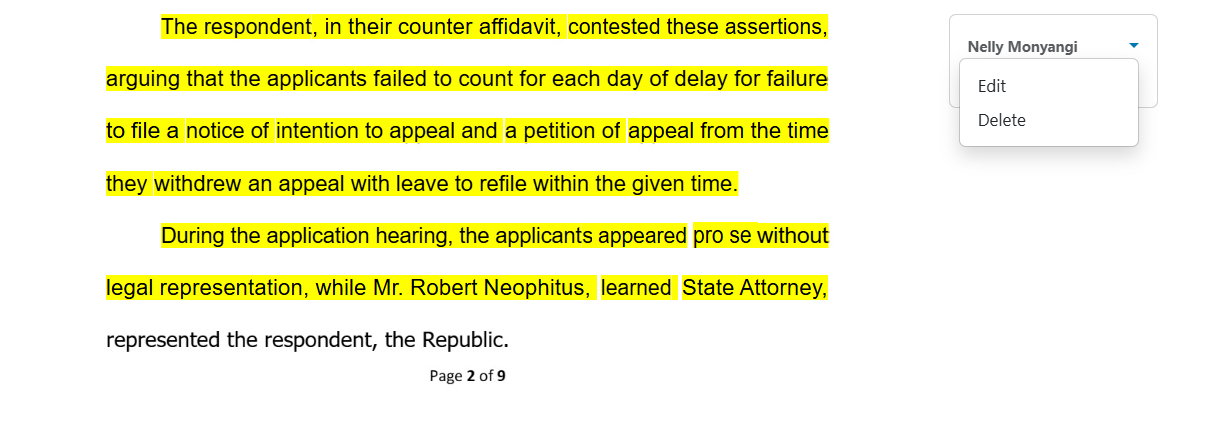 The respondent, in their counter affidavit, contested these assertions,
arguing that the applicants failed to count for each day of delay for failure
to file a notice of intention to appeal and a petition of appeal from the time
they withdrew an appeal with leave to refile within the given time.
During the application hearing, the applicants appeared pro se without
legal representation, while Mr. Robert Neophitus, learned State Attorney,
represented the respondent, the Republic.
Page 2 of 9
Nelly Monyangi
Edit
Delete